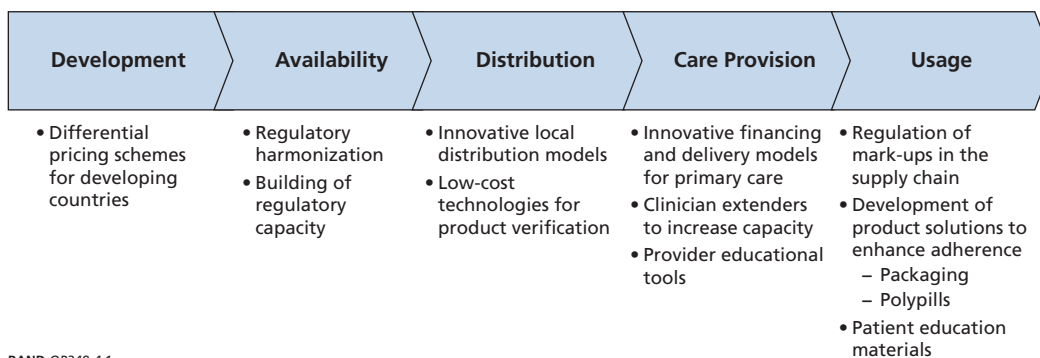 Development
Availability
Distribution
Care Provision
Usage
• Differential
pricing schemes
for developing
countries
• Regulatory
harmonization
• Building of
regulatory
capacity
• Innovative local
distribution models
• Low-cost
technologies for
product verification
• Innovative financing
and delivery models
for primary care
• Clinician extenders
to increase capacity
• Provider educational
tools
• Regulation of
mark-ups in the
supply chain
• Development of
product solutions to
enhance adherence
– Packaging
– Polypills
• Patient education
materials